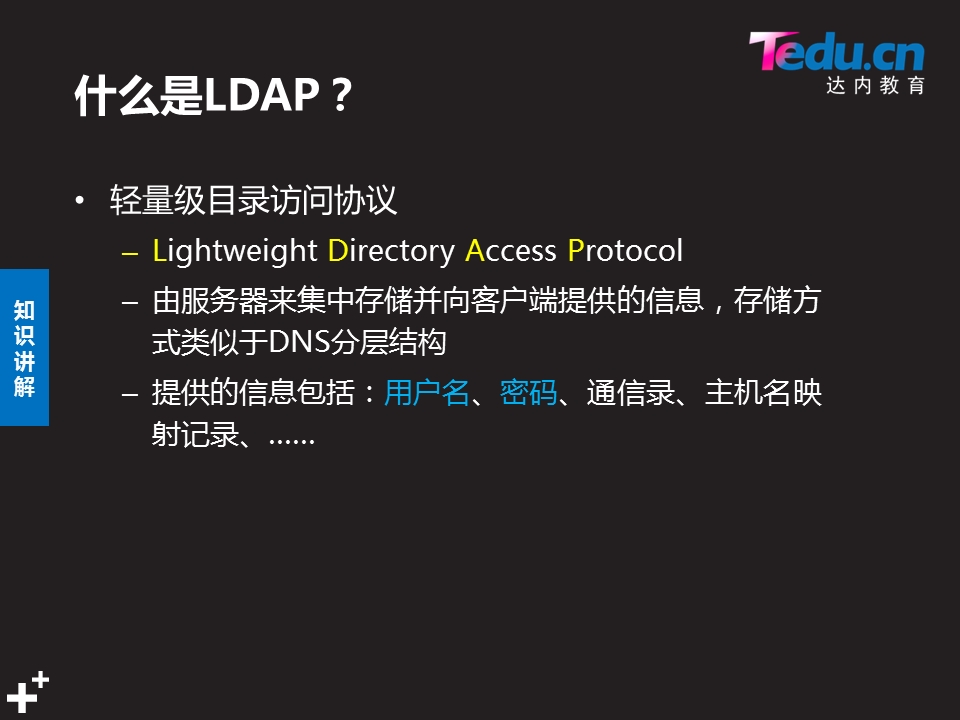 Tedu.cn
达内教育
什么是LDAP？
• 轻量级目录访问协议
– Lightweight Directory Access Protocol
– 由服务器来集中存储并向客户端提供的信息，存储方
式类似于DNS分层结构
– 提供的信息包括：用户名、密码、通信录、主机名映
射记录、……
知识讲解